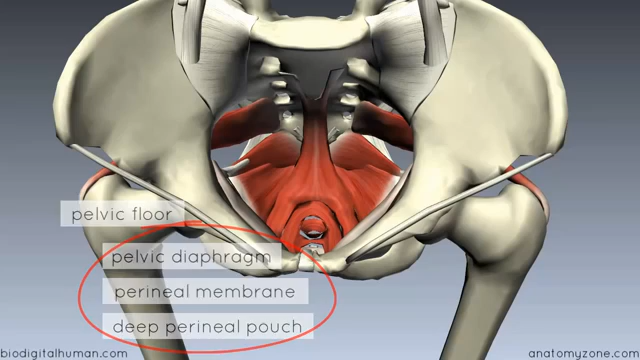 pelvic floor
pelvic diaphragm
perineal membrane
deep perineal pouch
biodigitalhuman.com
anatomyzone.com